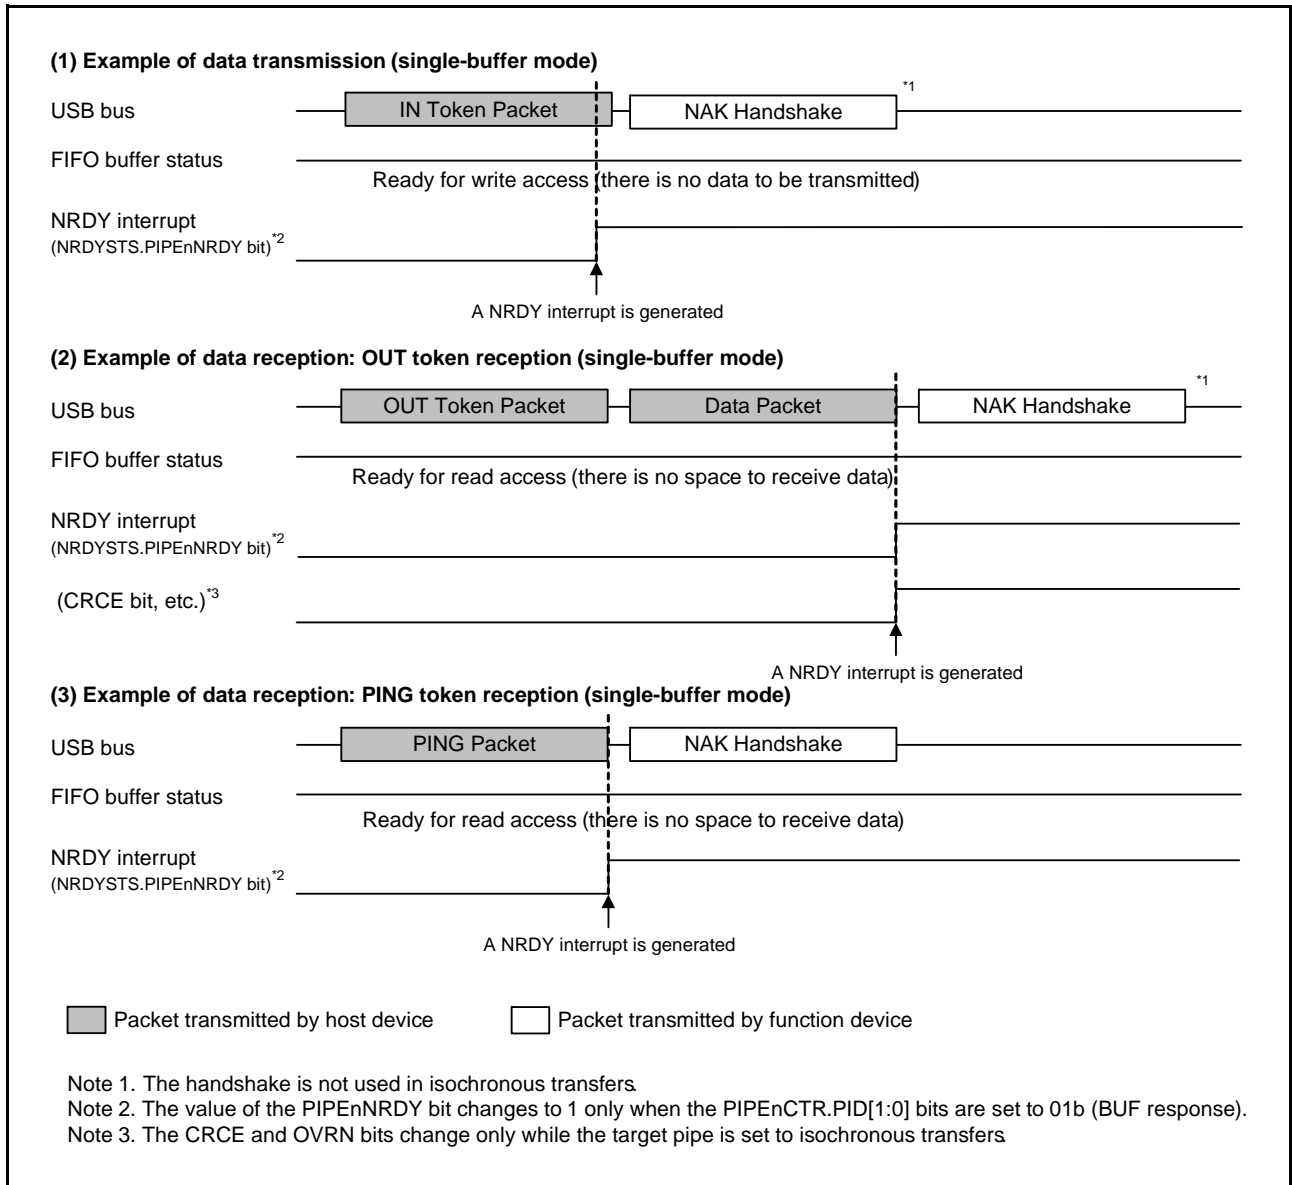 (1) Example of data transmission (single-buffer mode)
USB bus
IN Token Packet
NAK Handshake
*1
FIFO buffer status
Ready for write access (there is no data to be transmitted)
NRDY interrupt
(NRDYSTS.PIPEnNRDY bit)*2
A NRDY interrupt is generated
(2) Example of data reception: OUT token reception (single-buffer mode)
USB bus
OUT Token Packet
Data Packet
NAK Handshake
*1
FIFO buffer status
Ready for read access (there is no space to receive data)
NRDY interrupt
(NRDYSTS.PIPEnNRDY bit)*2
(CRCE bit, etc.)*3
A NRDY interrupt is generated
(3) Example of data reception: PING token reception (single-buffer mode)
USB bus
PING Packet
NAK Handshake
FIFO buffer status
Ready for read access (there is no space to receive data)
NRDY interrupt
(NRDYSTS.PIPEnNRDY bit)*2
A NRDY interrupt is generated
Packet transmitted by host device
Packet transmitted by function device
Note 1. The handshake is not used in isochronous transfers.
Note 2. The value of the PIPEnNRDY bit changes to 1 only when the PIPEnCTR.PID[1:0] bits are set to 01b (BUF response).
Note 3. The CRCE and OVRN bits change only while the target pipe is set to isochronous transfers.